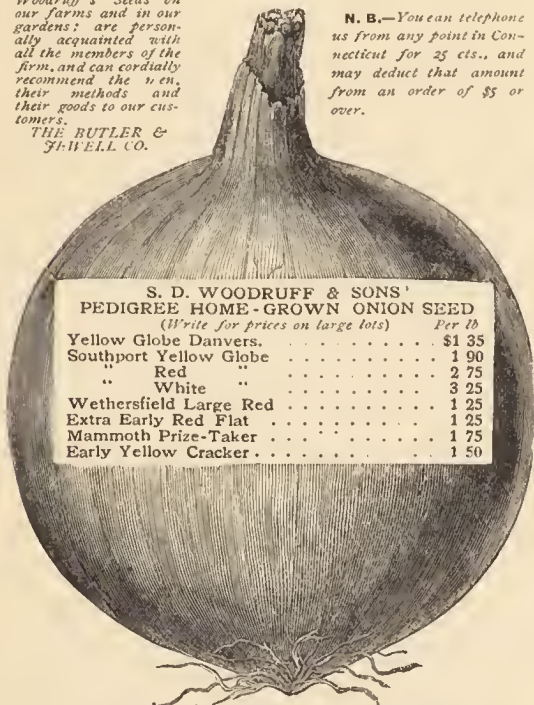 Woodruff's Seeds on
our farms and in our
gardens; are person-
ally acquainted with
all the members of the
firm, and can cordially
recommend the men,
their methods and
their goods to our cus-
tomers.
THE BUTLER &
JEWELL CO.
N. B.—You can telephone
us from any point in Con-
necticut for 25 cts., and
may deduct that amount
from an order of $5 or
over.
S. D. WOODRUFF & SONS'
PEDIGREE HOME-GROWN ONION SEED
(Write for prices on large lots) Per lb
Yellow Globe Danvers. . . . . . . . . . . $1 35
Southport Yellow Globe . . . . . . . . . . 1 90
" Red " . . . . . . . . . . 2 75
" White " . . . . . . . . . . 3 25
Wethersfield Large Red . . . . . . . . . . 1 25
Extra Early Red Flat . . . . . . . . . . 1 25
Mammoth Prize-Taker . . . . . . . . . . 1 75
Early Yellow Cracker . . . . . . . . . . . 1 50